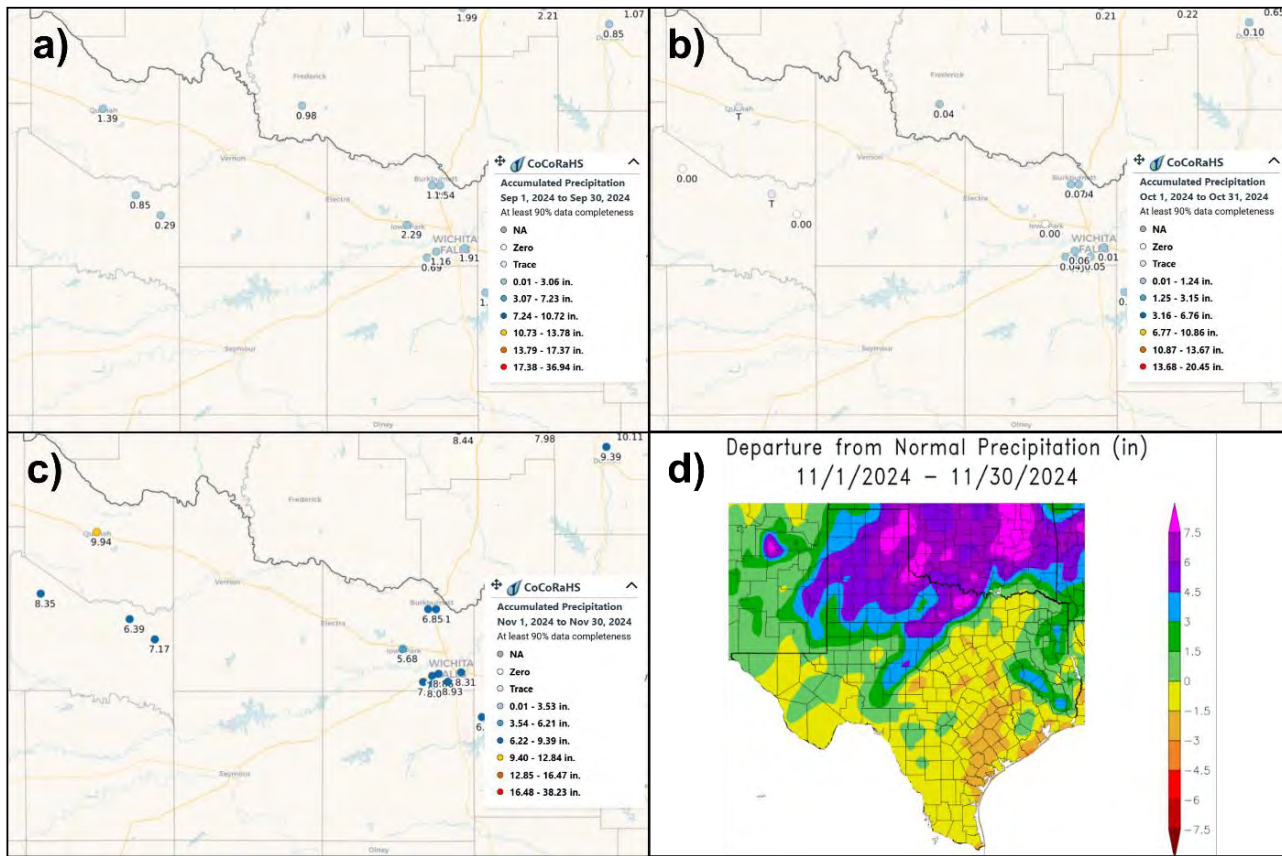 a)
1.99
2.21
1.07
0.85
Frederick
Quanah
1.39
0.98
Vernon
Burkburnett
0.85
0.29
Electra
Iowa Park
2.29
WICHITA
FALLS
1.16
0.69
1.91
Seymour
Olney
CoCoRaHS
Accumulated Precipitation
Sep 1, 2024 to Sep 30, 2024
At least 90% data completeness
NA
Zero
Trace
0.01 - 3.06 in.
3.07 - 7.23 in.
7.24 - 10.72 in.
10.73 - 13.78 in.
13.79 - 17.37 in.
17.38 - 36.94 in.
b)
0.21
0.22
0.10
Frederick
Quanah
T
0.04
Vernon
0.00
Burkburnett
T
0.00
Electra
Iowa Park
0.00
WICHITA
FALLS
0.06
0.01
Seymour
Olney
CoCoRaHS
Accumulated Precipitation
Oct 1, 2024 to Oct 31, 2024
At least 90% data completeness
NA
Zero
Trace
0.01 - 1.24 in.
1.25 - 3.15 in.
3.16 - 6.76 in.
6.77 - 10.86 in.
10.87 - 13.67 in.
13.68 - 20.45 in.
c)
8.44
7.98
10.11
9.39
Frederick
Quanah
9.94
Vernon
8.35
Burkburnett
6.85
6.39
7.17
Electra
Iowa Park
5.68
WICHITA
8.31
8.93
Seymour
Olney
CoCoRaHS
Accumulated Precipitation
Nov 1, 2024 to Nov 30, 2024
At least 90% data completeness
NA
Zero
Trace
0.01 - 3.53 in.
3.54 - 6.21 in.
6.22 - 9.39 in.
9.40 - 12.84 in.
12.85 - 16.47 in.
16.48 - 38.23 in.
d)
Departure from Normal Precipitation (in)
11/1/2024 – 11/30/2024
7.5
6
4.5
3
1.5
0
−1.5
−3
−4.5
−6
−7.5